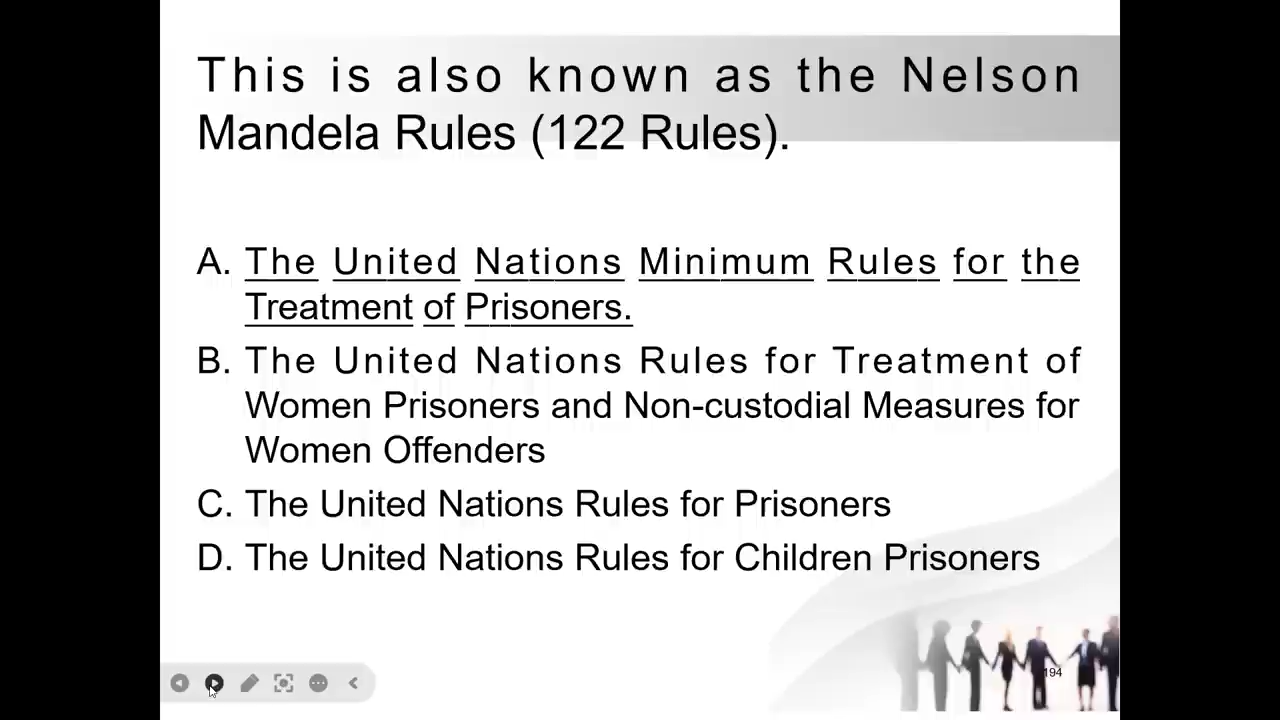 This is also known as the Nelson
Mandela Rules (122 Rules).
A. The United Nations Minimum Rules for the
Treatment of Prisoners.
B. The United Nations Rules for Treatment of
Women Prisoners and Non-custodial Measures for
Women Offenders
C. The United Nations Rules for Prisoners
D. The United Nations Rules for Children Prisoners
194